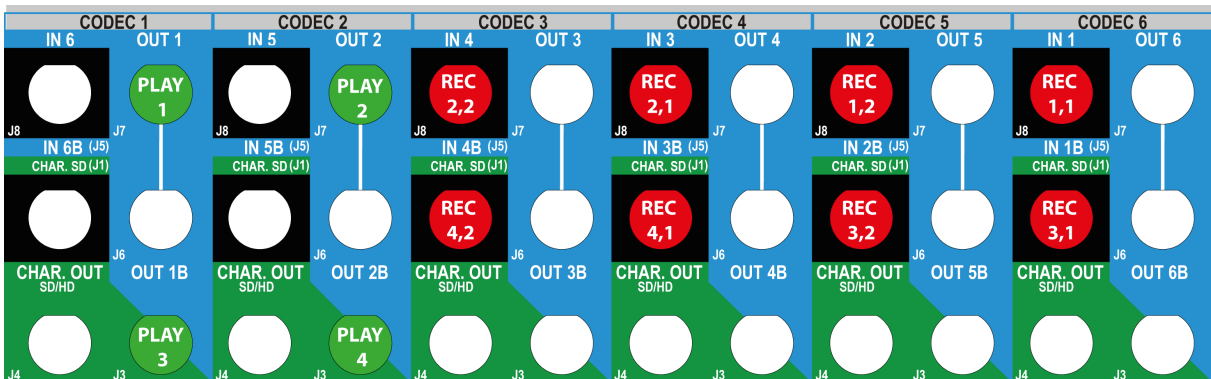 CODEC 1 CODEC 2 CODEC 3 CODEC 4 CODEC 5 CODEC 6
IN 6 OUT 1 IN 5 OUT 2 IN 4 OUT 3 IN 3 OUT 4 IN 2 OUT 5 IN 1 OUT 6
PLAY PLAY REC REC REC REC
1 2 2,2 2,1 1,2 1,1
J8 J7 J8 J7 J8 J7 J8 J7 J8 J7 J8 J7
IN 6B (J5) IN 5B (J5) IN 4B (J5) IN 3B (J5) IN 2B (J5) IN 1B (J5)
CHAR. SD (J1) CHAR. SD (J1) CHAR. SD (J1) CHAR. SD (J1) CHAR. SD (J1) CHAR. SD (J1)
REC REC REC REC
4,2 4,1 3,2 3,1
J6 J6 J6 J6 J6 J6
CHAR. OUT OUT 1B CHAR. OUT OUT 2B CHAR. OUT OUT 3B CHAR. OUT OUT 4B CHAR. OUT OUT 5B CHAR. OUT OUT 6B
SD/HD SD/HD SD/HD SD/HD SD/HD SD/HD
PLAY PLAY
3 4
J4 J3 J4 J3 J4 J3 J4 J3 J4 J3 J4 J3